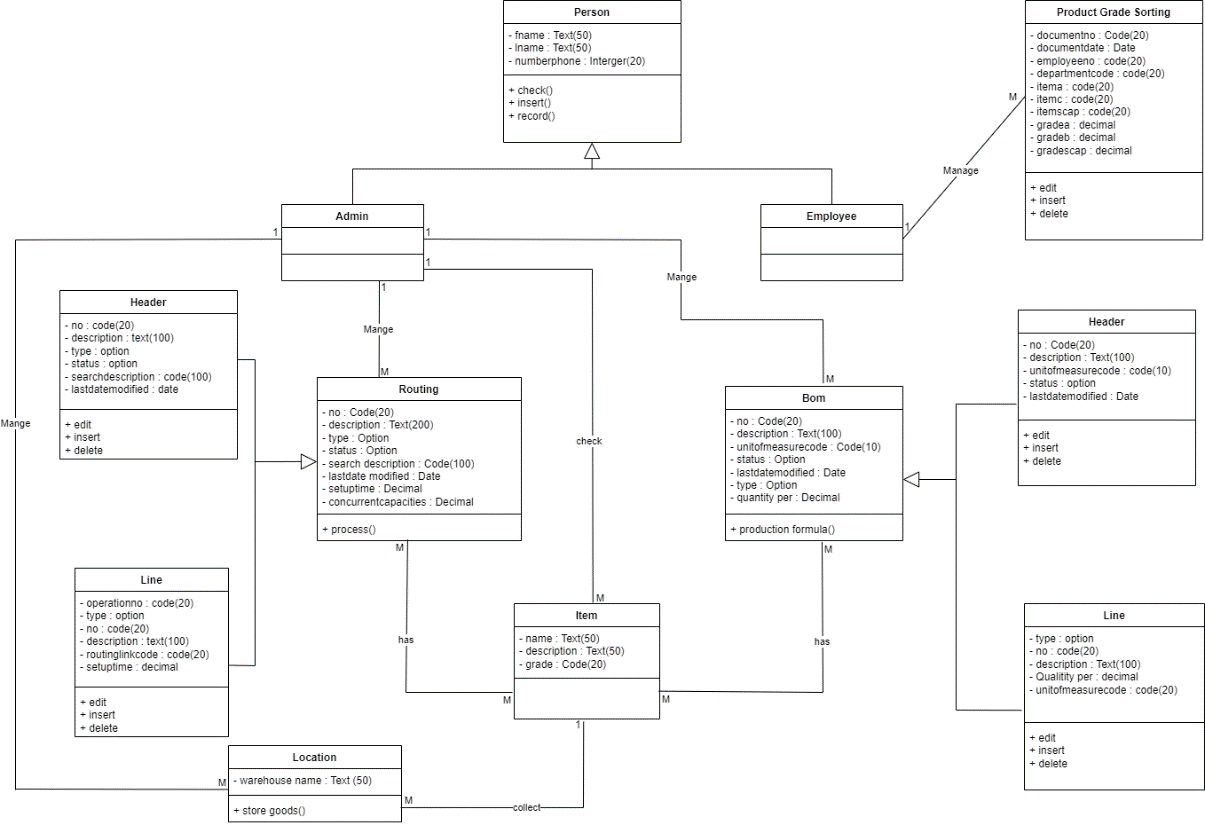 Person
- fname : Text(50)
- lname : Text(50)
- numberphone : Interger(20)
+ check()
+ insert()
+ record()
Product Grade Sorting
- documentno : Code(20)
- documentdate : Date
- employeeno : code(20)
- departmentcode : code(20)
- itema : code(20)
- itemc : code(20)
- itemscap : code(20)
- gradea : decimal
- gradeb : decimal
- gradescap : decimal
+ edit
+ insert
+ delete
M
Manage
1
Admin
Employee
1
1
1
1
Mange
Mange
Mange
check
Header
- no : code(20)
- description : text(100)
- type : option
- status : option
- searchdescription : code(100)
- lastdatemodified : date
+ edit
+ insert
+ delete
M
Routing
- no : Code(20)
- description : Text(200)
- type : Option
- status : Option
- search description : Code(100)
- lastdate modified : Date
- setuptime : Decimal
- concurrentcapacities : Decimal
+ process()
M
M
Bom
- no : Code(20)
- description : Text(100)
- unitofmeasurecode : Code(10)
- status : Option
- lastdatemodified : Date
- type : Option
- quantity per : Decimal
+ production formula()
M
Header
- no : Code(20)
- description : Text(100)
- unitofmeasurecode : code(10)
- status : option
- lastdatemodified : Date
+ edit
+ insert
+ delete
Line
- operationno : code(20)
- type : option
- no : code(20)
- description : text(100)
- routinglinkcode : code(20)
- setuptime : decimal
+ edit
+ insert
+ delete
has
M
Item
- name : Text(50)
- description : Text(50)
- grade : Code(20)
M
M
1
has
Line
- type : option
- no : code(20)
- description : Text(100)
- Qualitity per : decimal
- unitofmeasurecode : code(20)
+ edit
+ insert
+ delete
Location
- warehouse name : Text (50)
+ store goods()
M
M
collect